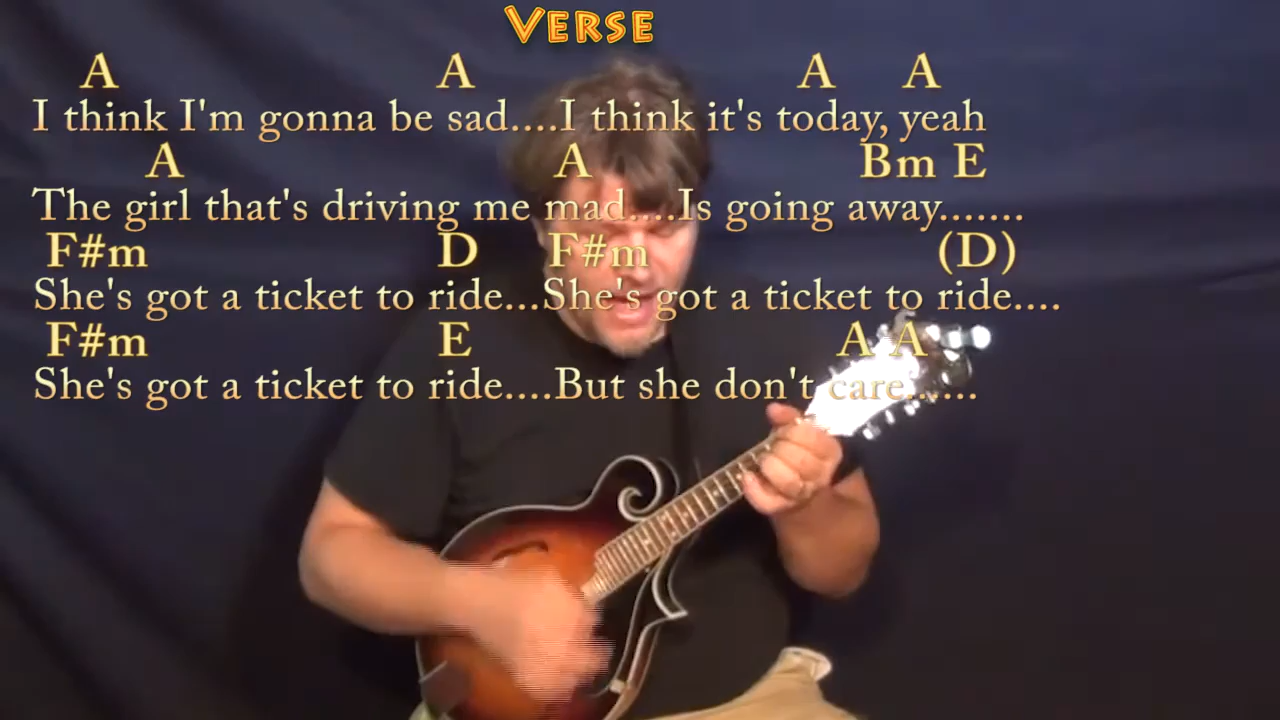 VERSE
A A A A
I think I'm gonna be sad....I think it's today, yeah
A A Bm E
The girl that's driving me mad....Is going away.......
F#m D F#m (D)
She's got a ticket to ride...She's got a ticket to ride....
F#m E A A
She's got a ticket to ride....But she don't care......